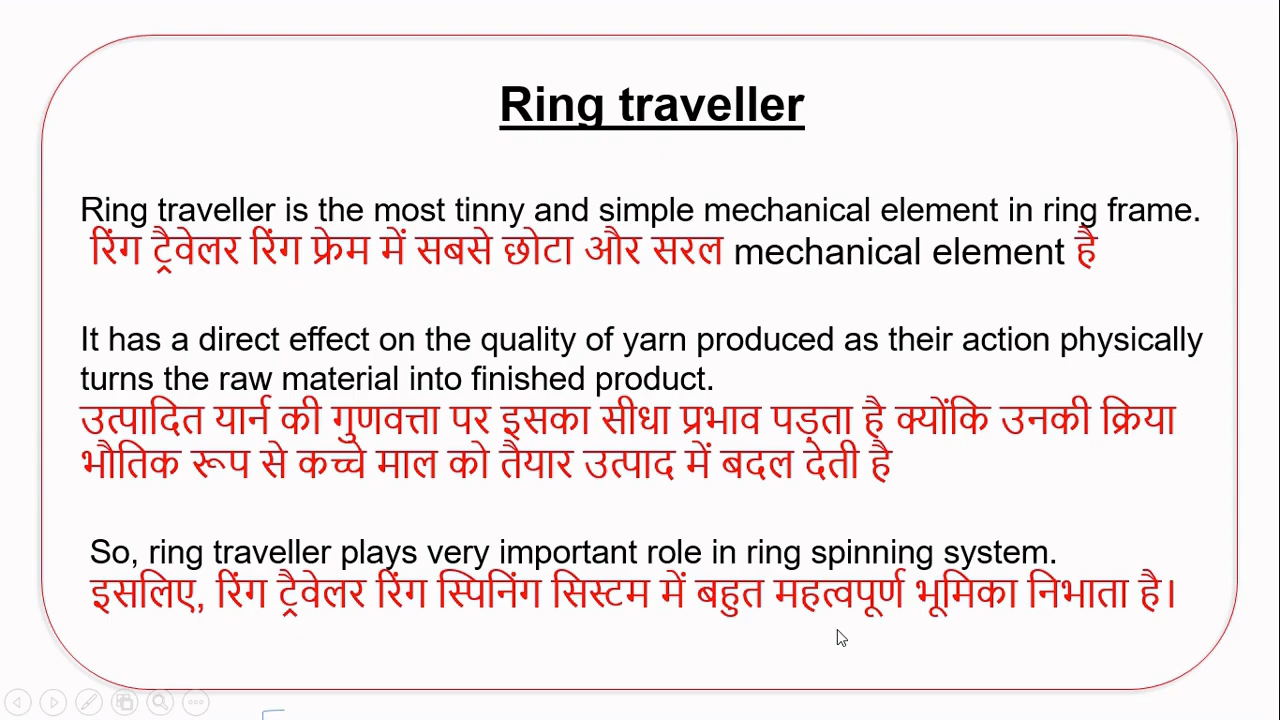 Ring traveller
Ring traveller is the most tinny and simple mechanical element in ring frame.
रिंग ट्रैवेलर रिंग फ्रेम में सबसे छोटा और सरल mechanical element है
It has a direct effect on the quality of yarn produced as their action physically
turns the raw material into finished product.
उत्पादित यार्न की गुणवत्ता पर इसका सीधा प्रभाव पड़ता है क्योंकि उनकी क्रिया
भौतिक रूप से कच्चे माल को तैयार उत्पाद में बदल देती है
So, ring traveller plays very important role in ring spinning system.
इसलिए, रिंग ट्रैवेलर रिंग स्पिनिंग सिस्टम में बहुत महत्वपूर्ण भूमिका निभाता है।